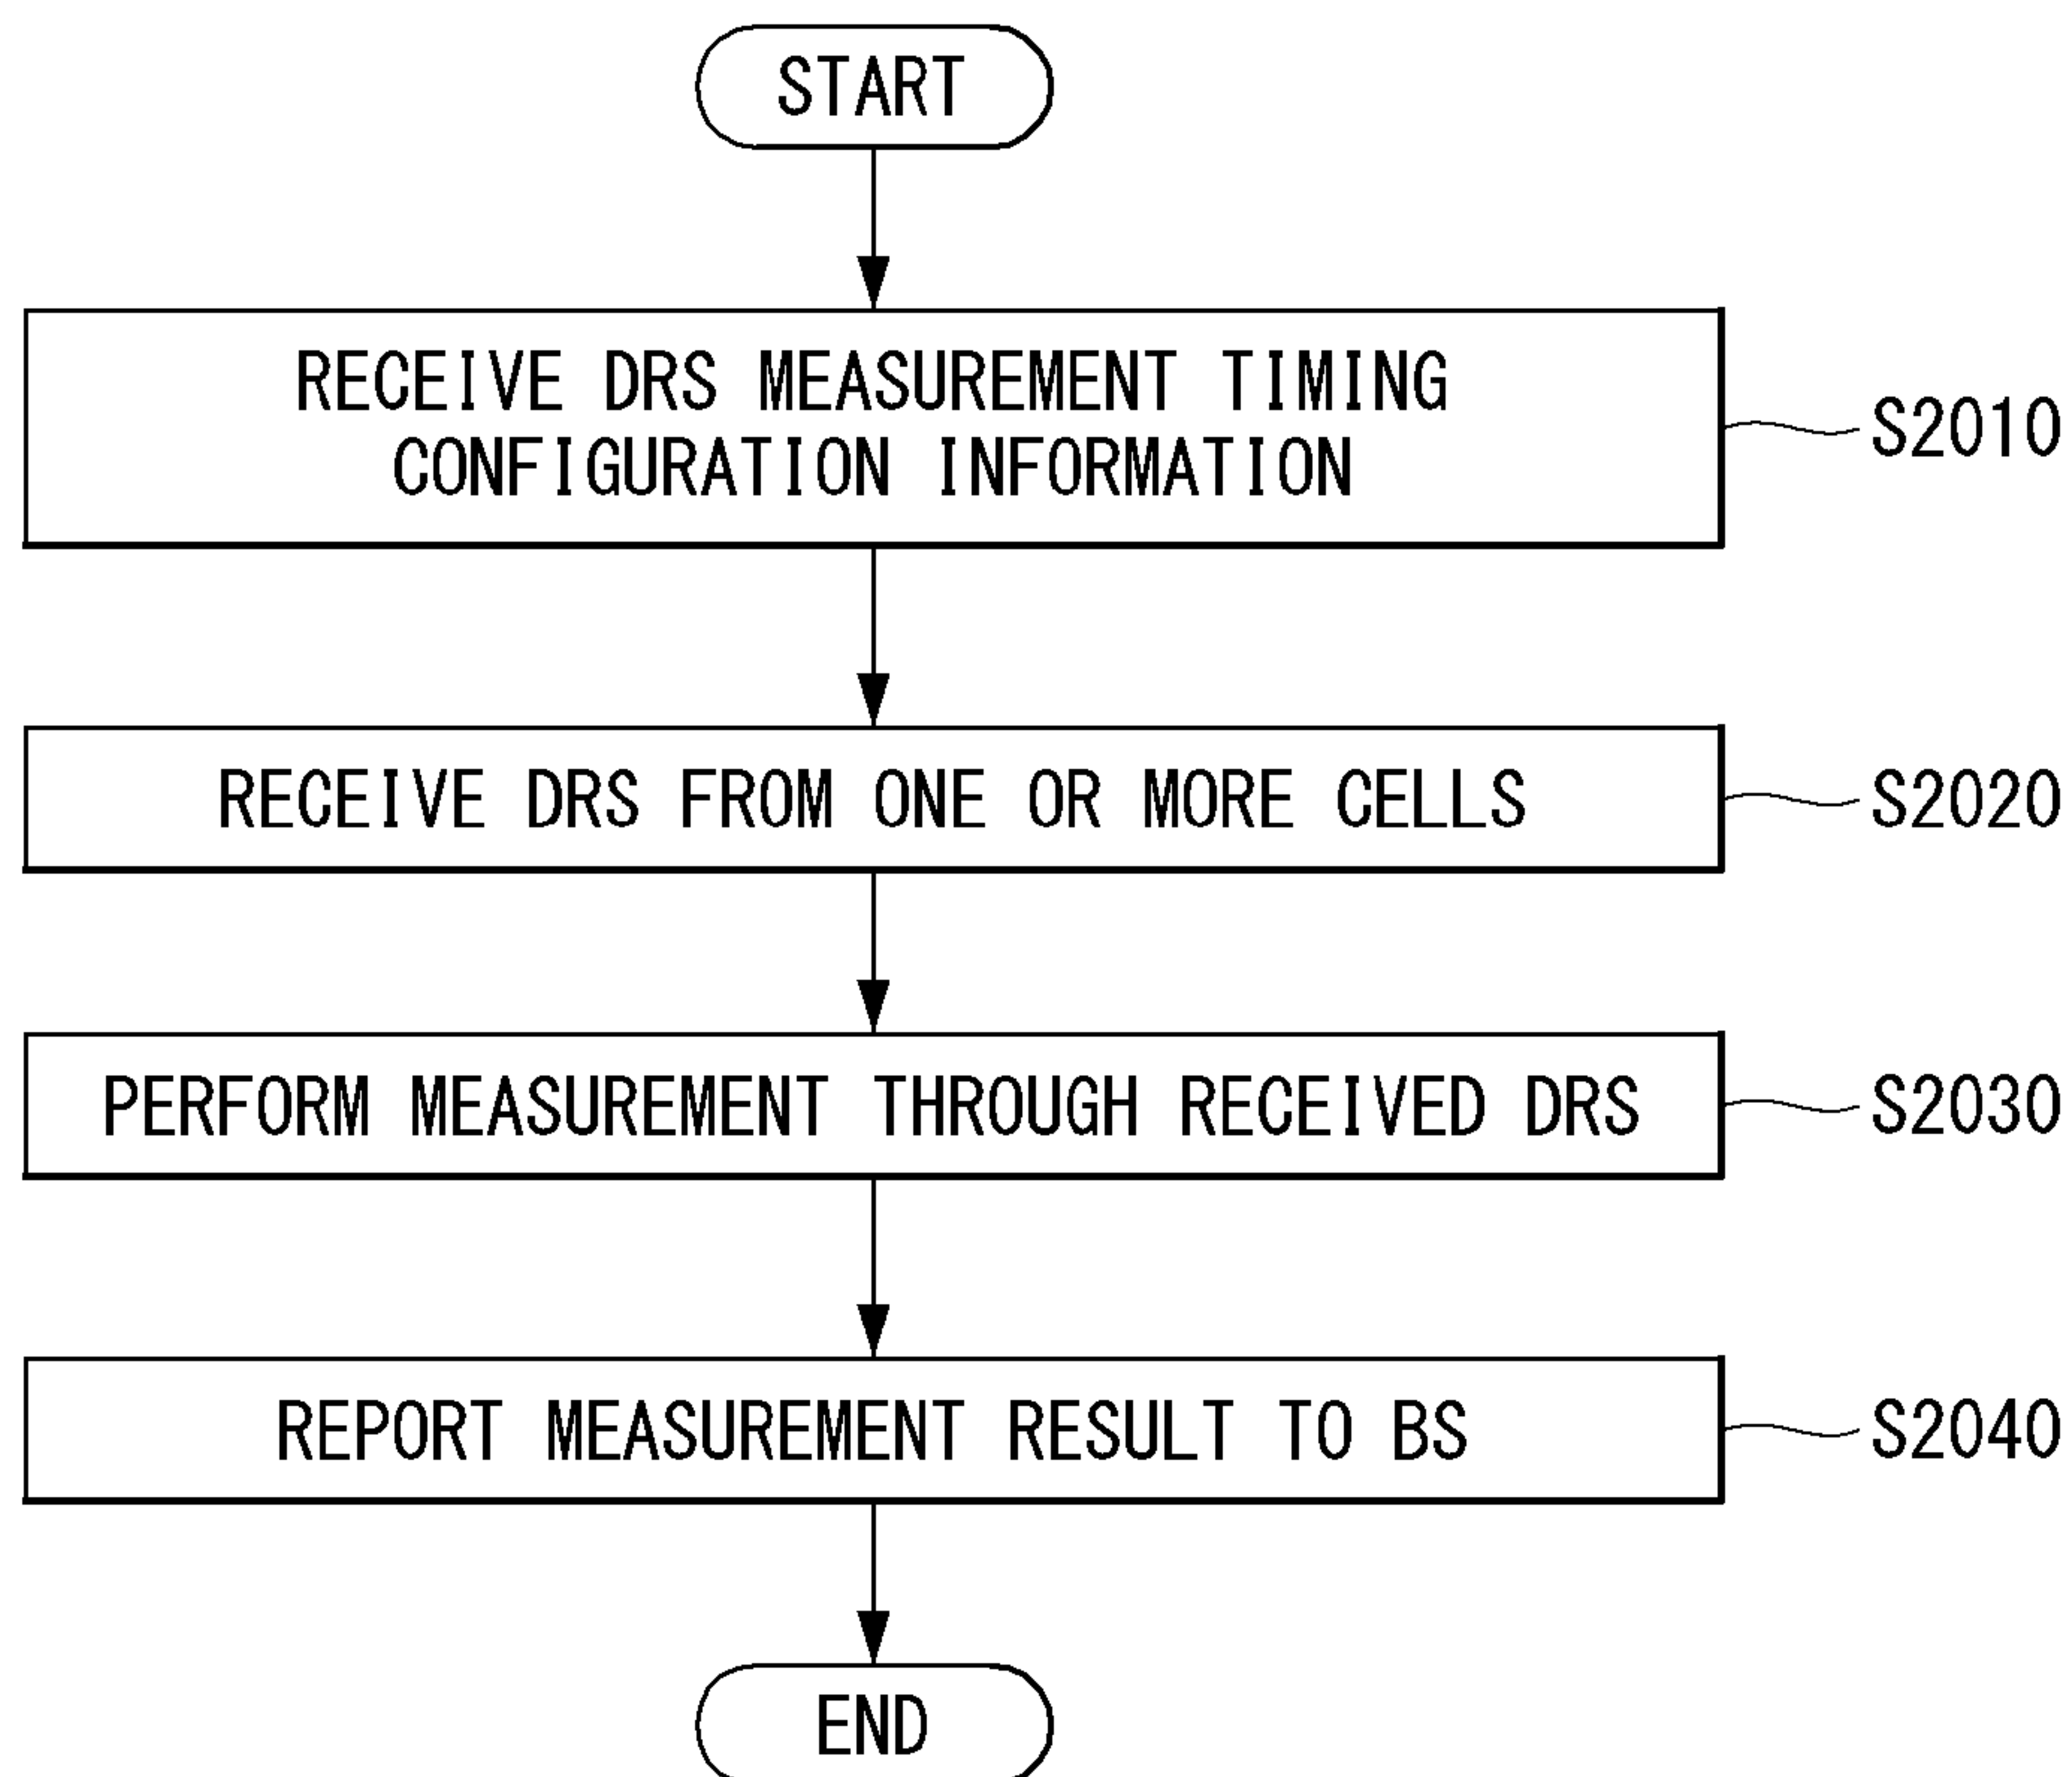 START
RECEIVE DRS MEASUREMENT TIMING
CONFIGURATION INFORMATION
S2010
RECEIVE DRS FROM ONE OR MORE CELLS
S2020
PERFORM MEASUREMENT THROUGH RECEIVED DRS
S2030
REPORT MEASUREMENT RESULT TO BS
S2040
END